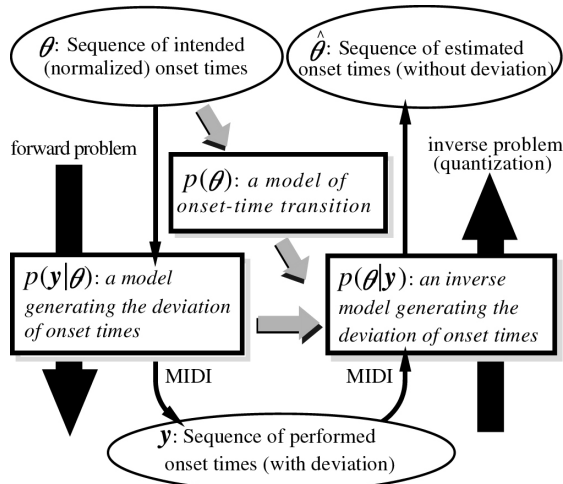 θ: Sequence of intended
(normalized) onset times
θ̂: Sequence of estimated
onset times (without deviation)
forward problem
inverse problem
(quantization)
p(θ): a model of
onset-time transition
p(y|θ): a model
generating the deviation
of onset times
p(θ|y): an inverse
model generating the
deviation of onset times
MIDI
MIDI
y: Sequence of performed
onset times (with deviation)